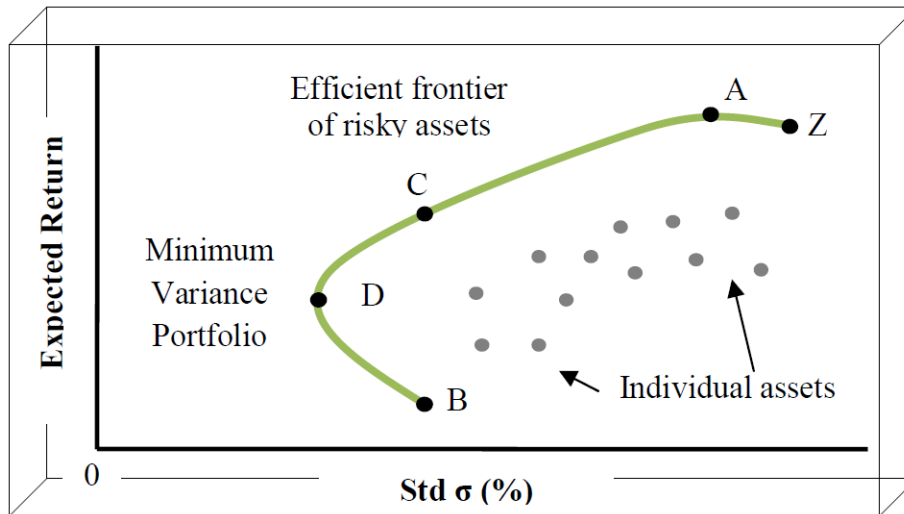 Efficient frontier
of risky assets
A
Z
C
Minimum
Variance
Portfolio
D
B
Individual assets
Expected Return
0
Std σ (%)